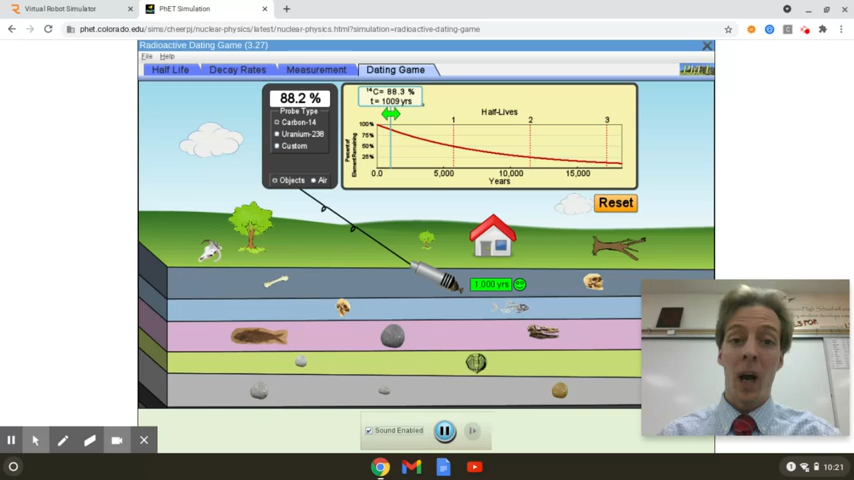 Virtual Robot Simulator
PhET Simulation
phet.colorado.edu/sims/cheerpj/nuclear-physics/latest/nuclear-physics.html?simulation=radioactive-dating-game
Radioactive Dating Game (3.27)
File Help
Half Life Decay Rates Measurement Dating Game
88.2 %
Probe Type
Carbon-14
Uranium-238
Custom
Objects Air
14C= 88.3 %
t = 1009 yrs
Half-Lives
1 2 3
Percent of Element Remaining
100%
75%
50%
25%
0.0 5,000 10,000 15,000
Years
Reset
1,000 yrs
Sound Enabled
10:21